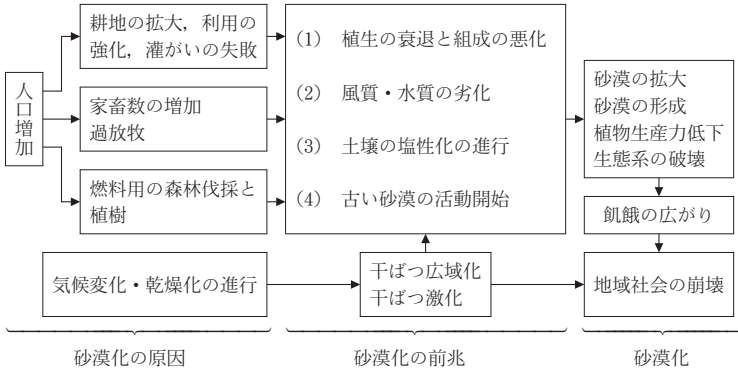 人口増加
耕地の拡大，利用の
強化，灌がいの失敗
家畜数の増加
過放牧
燃料用の森林伐採と
植樹
気候変化・乾燥化の進行
(1) 植生の衰退と組成の悪化
(2) 風質・水質の劣化
(3) 土壌の塩性化の進行
(4) 古い砂漠の活動開始
干ばつ広域化
干ばつ激化
砂漠の拡大
砂漠の形成
植物生産力低下
生態系の破壊
飢餓の広がり
地域社会の崩壊
砂漠化の原因
砂漠化の前兆
砂漠化